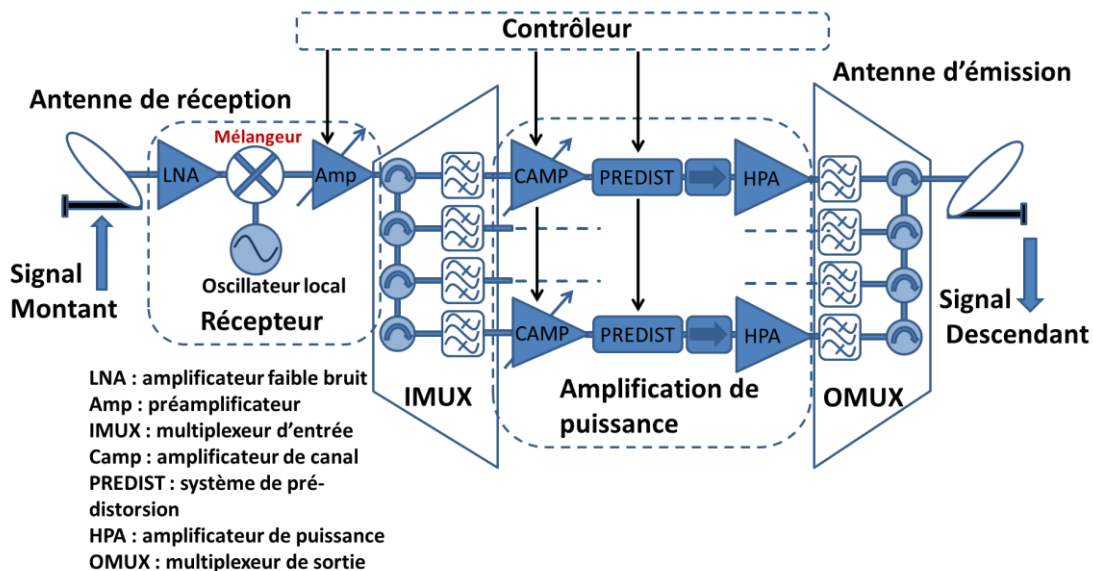 Contrôleur
Antenne d'émission
Antenne de réception
Mélangeur
LNA
Amp
CAMP
PREDIST
HPA
Signal
Montant
Oscillateur local
Récepteur
CAMP
PREDIST
HPA
Signal
Descendant
IMUX
Amplification de
puissance
OMUX
LNA : amplificateur faible bruit
Amp : préamplificateur
IMUX : multiplexeur d'entrée
Camp : amplificateur de canal
PREDIST : système de pré-
distorsion
HPA : amplificateur de puissance
OMUX : multiplexeur de sortie